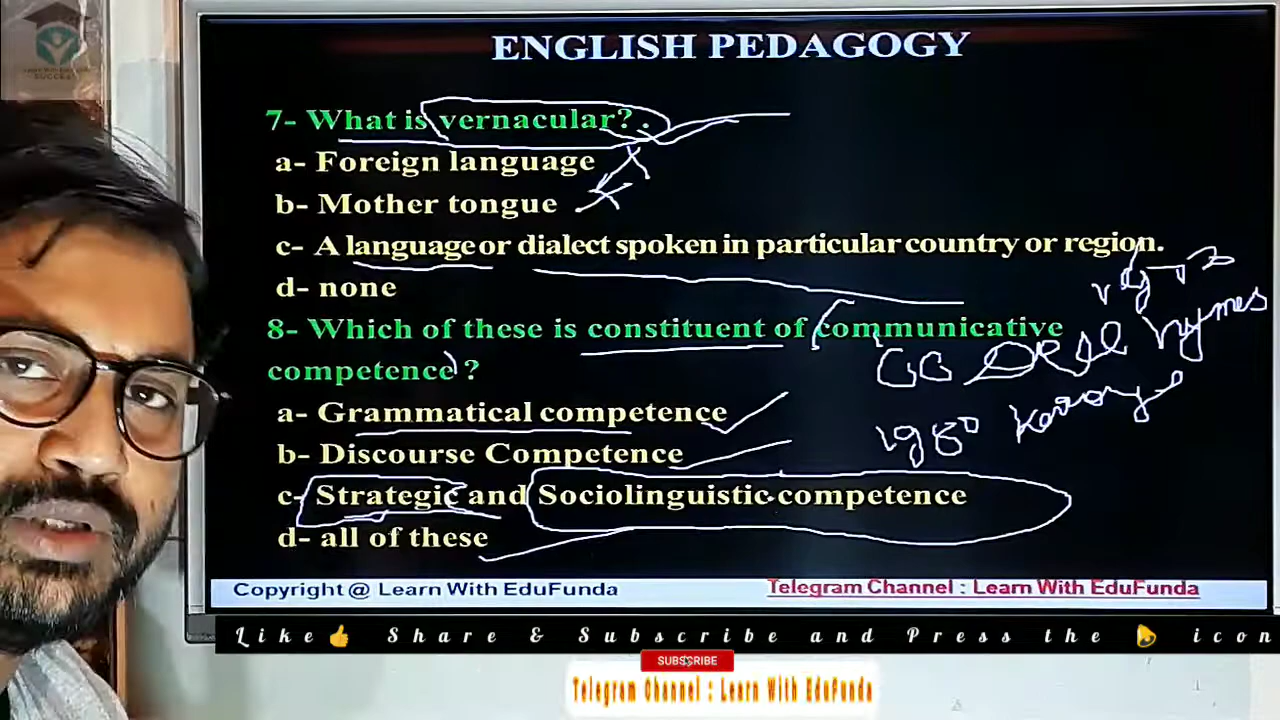 ENGLISH PEDAGOGY
7- What is vernacular? .
a- Foreign language
b- Mother tongue
c- A language or dialect spoken in particular country or region.
d- none
8- Which of these is constituent of communicative
competence ?
a- Grammatical competence
b- Discourse Competence
c- Strategic and Sociolinguistic competence
d- all of these
1972
Hymes
1980
Copyright @ Learn With EduFunda
Telegram Channel : Learn With EduFunda
Like 👍 Share & Subscribe and Press the 🔔 icon
SUBSCRIBE
Telegram Channel : Learn With EduFunda